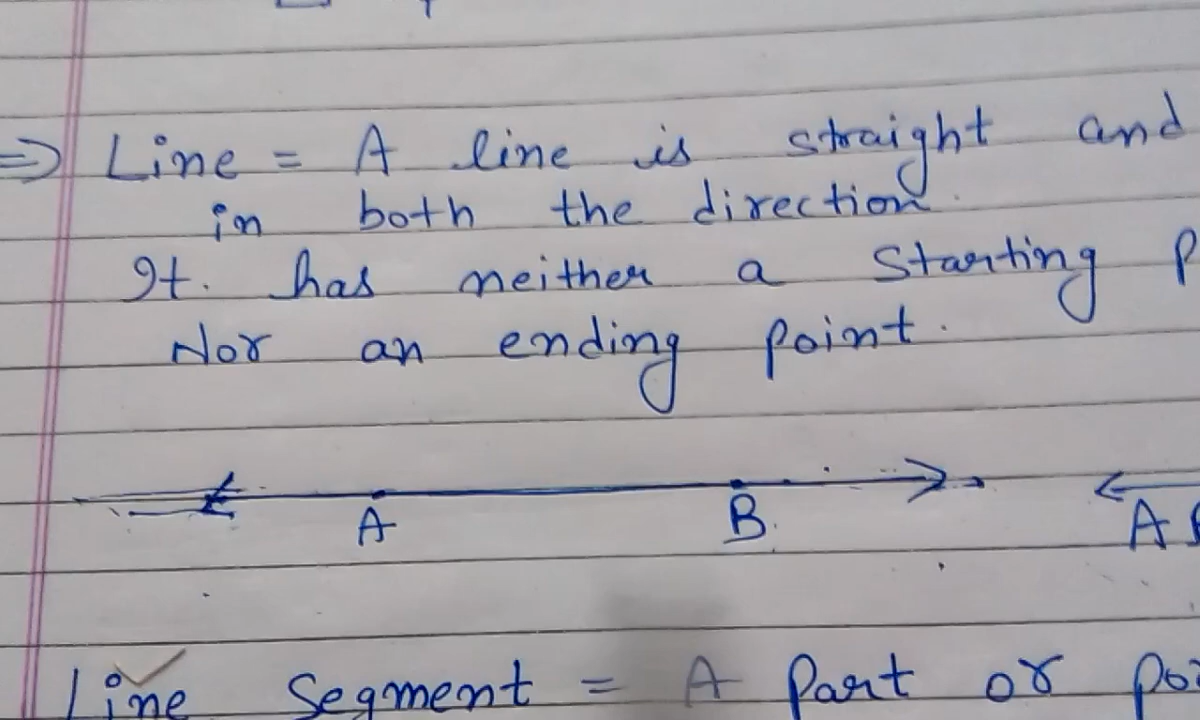 ⇒ Line = A line is straight and
in both the direction.
It. has neither a starting
Nor an ending point.
A B.
A
Line Segment = A part or